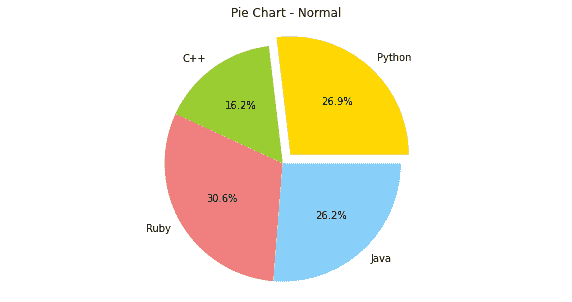 Pie Chart - Normal
C++
Python
16.2%
26.9%
30.6%
26.2%
Ruby
Java